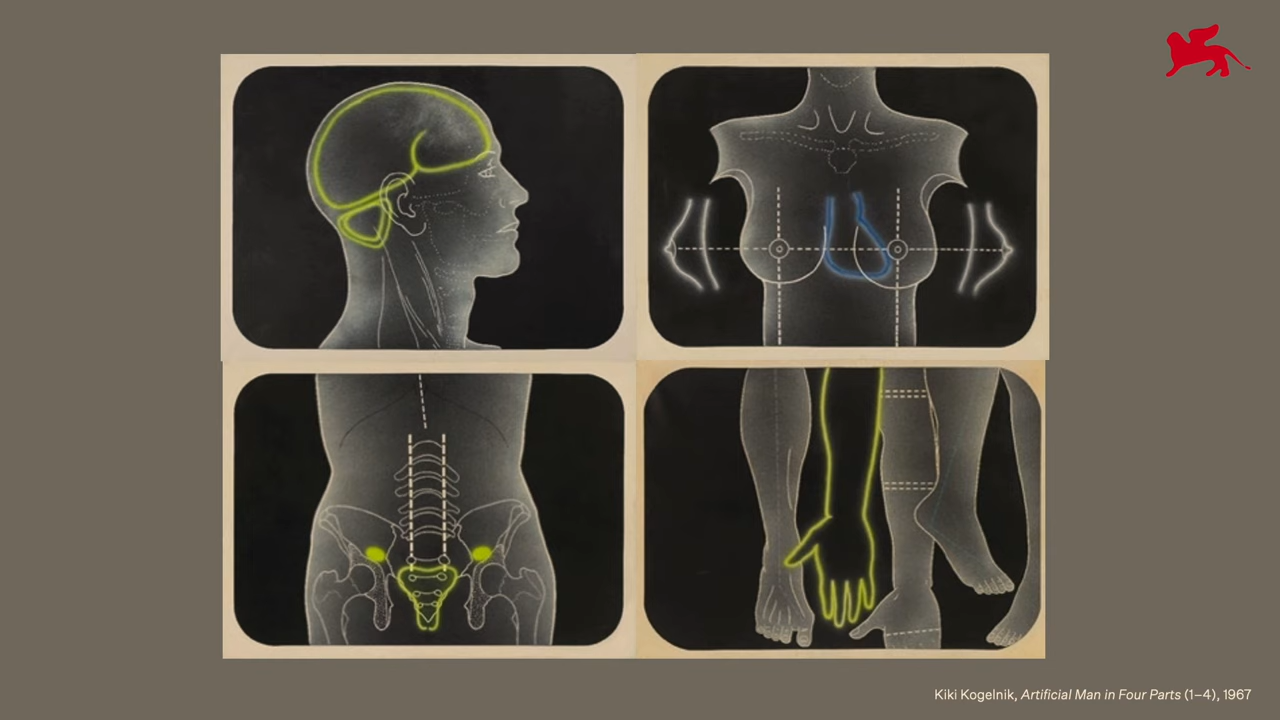 Kiki Kogelnik, Artificial Man in Four Parts (1–4), 1967